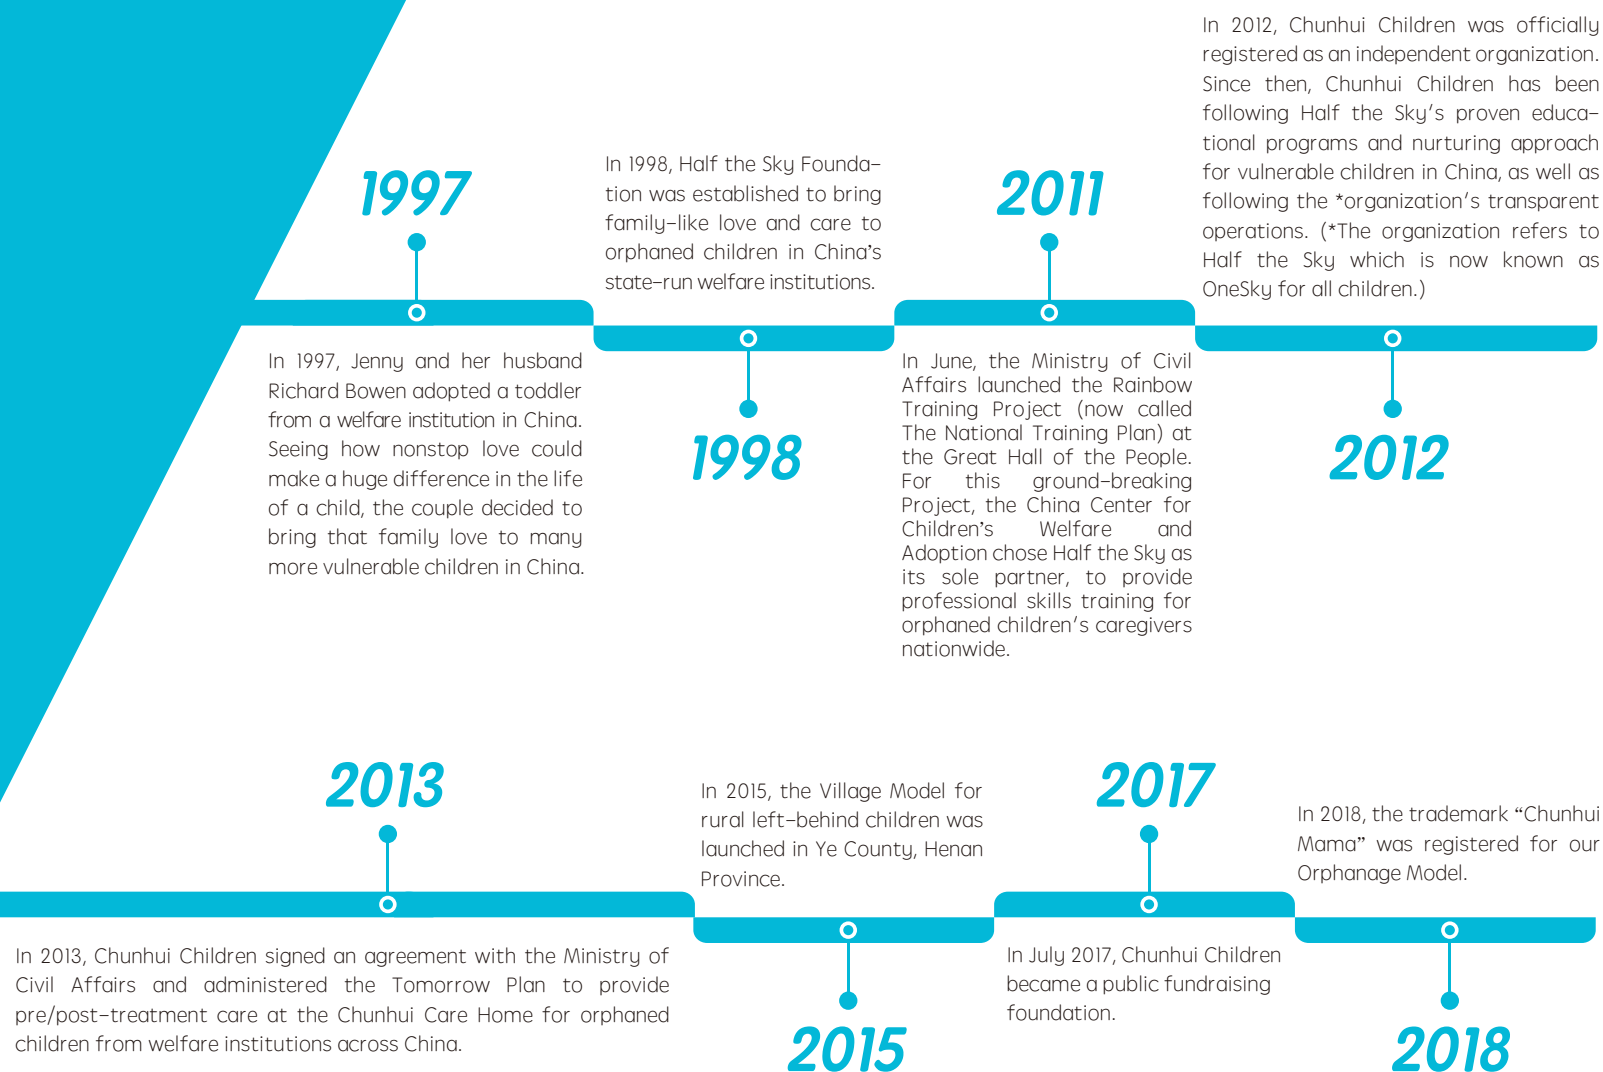 1997
In 1997, Jenny and her husband
Richard Bowen adopted a toddler
from a welfare institution in China.
Seeing how nonstop love could
make a huge difference in the life
of a child, the couple decided to
bring that family love to many
more vulnerable children in China.
In 1998, Half the Sky Founda-
tion was established to bring
family-like love and care to
orphaned children in China’s
state-run welfare institutions.
1998
2011
In June, the Ministry of Civil
Affairs launched the Rainbow
Training Project (now called
The National Training Plan) at
the Great Hall of the People.
For this ground-breaking
Project, the China Center for
Children’s Welfare and
Adoption chose Half the Sky as
its sole partner, to provide
professional skills training for
orphaned children’s caregivers
nationwide.
In 2012, Chunhui Children was officially
registered as an independent organization.
Since then, Chunhui Children has been
following Half the Sky’s proven educa-
tional programs and nurturing approach
for vulnerable children in China, as well as
following the *organization’s transparent
operations. (*The organization refers to
Half the Sky which is now known as
OneSky for all children.)
2012
2013
In 2013, Chunhui Children signed an agreement with the Ministry of
Civil Affairs and administered the Tomorrow Plan to provide
pre/post-treatment care at the Chunhui Care Home for orphaned
children from welfare institutions across China.
In 2015, the Village Model for
rural left-behind children was
launched in Ye County, Henan
Province.
2015
2017
In July 2017, Chunhui Children
became a public fundraising
foundation.
In 2018, the trademark “Chunhui
Mama” was registered for our
Orphanage Model.
2018